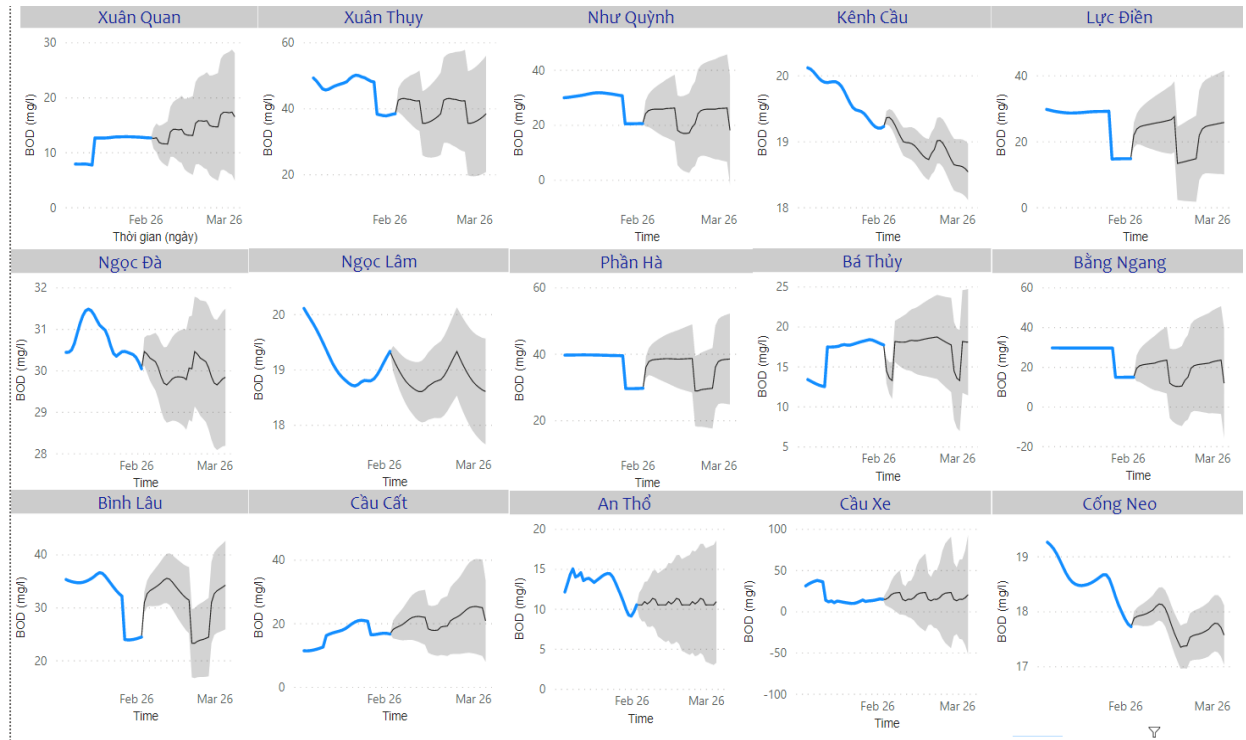 Xuân Quan
BOD (mg/l)
30
20
10
0
Feb 26
Mar 26
Thời gian (ngày)
Xuân Thụy
BOD (mg/l)
60
40
20
Feb 26
Mar 26
Time
Như Quỳnh
BOD (mg/l)
40
20
0
Feb 26
Mar 26
Time
Kênh Cầu
BOD (mg/l)
20
19
18
Feb 26
Mar 26
Time
Lực Điền
BOD (mg/l)
40
20
0
Feb 26
Mar 26
Time
Ngọc Đà
BOD (mg/l)
32
31
30
29
28
Feb 26
Mar 26
Time
Ngọc Lâm
BOD (mg/l)
20
19
18
Feb 26
Mar 26
Time
Phần Hà
BOD (mg/l)
60
40
20
Feb 26
Mar 26
Time
Bá Thủy
BOD (mg/l)
25
20
15
10
5
Feb 26
Mar 26
Time
Bằng Ngang
BOD (mg/l)
60
40
20
0
-20
Feb 26
Mar 26
Time
Bình Lâu
BOD (mg/l)
40
30
20
Feb 26
Mar 26
Time
Cầu Cất
BOD (mg/l)
40
20
0
Feb 26
Mar 26
Time
An Thổ
BOD (mg/l)
20
15
10
5
0
Feb 26
Mar 26
Time
Cầu Xe
BOD (mg/l)
100
50
0
-50
-100
Feb 26
Mar 26
Time
Cống Neo
BOD (mg/l)
19
18
17
Feb 26
Mar 26
Time